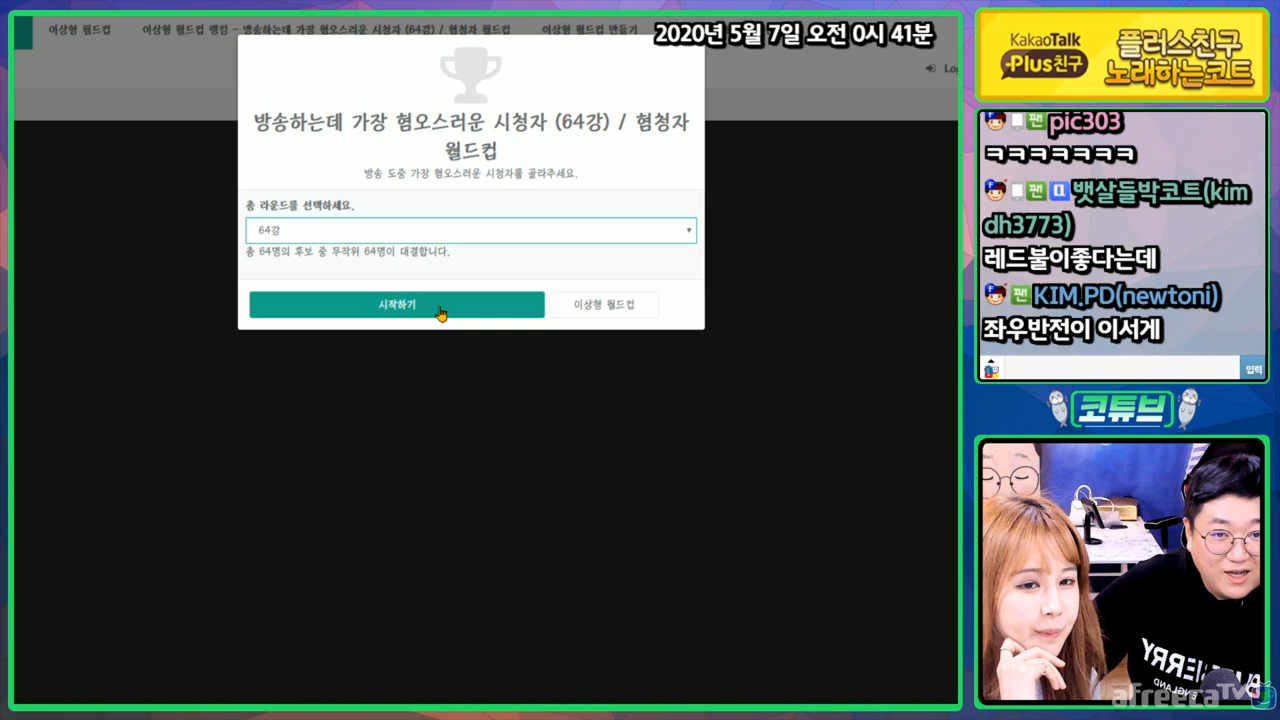 이상형 월드컵
이상형 월드컵 랭킹 - 방송하는데 가장 혐오스러운 시청자 (64강) / 혐청자 월드컵
이상형 월드컵 만들기
2020년 5월 7일 오전 0시 41분
방송하는데 가장 혐오스러운 시청자 (64강) / 혐청자
월드컵
방송 도중 가장 혐오스러운 시청자를 골라주세요.
총 라운드를 선택하세요.
64강
총 64명의 후보 중 무작위 64명이 대결합니다.
시작하기
이상형 월드컵
KakaoTalk
Plus친구
플러스친구
노래하는코트
팬 pic303
ㅋㅋㅋㅋㅋㅋㅋ
팬 뱃살들박코트(kim
dh3773)
레드불이좋다는데
팬 KIM.PD(newtoni)
좌우반전이 이서게
입력
코튜브
ENGLAND
afreecaTV